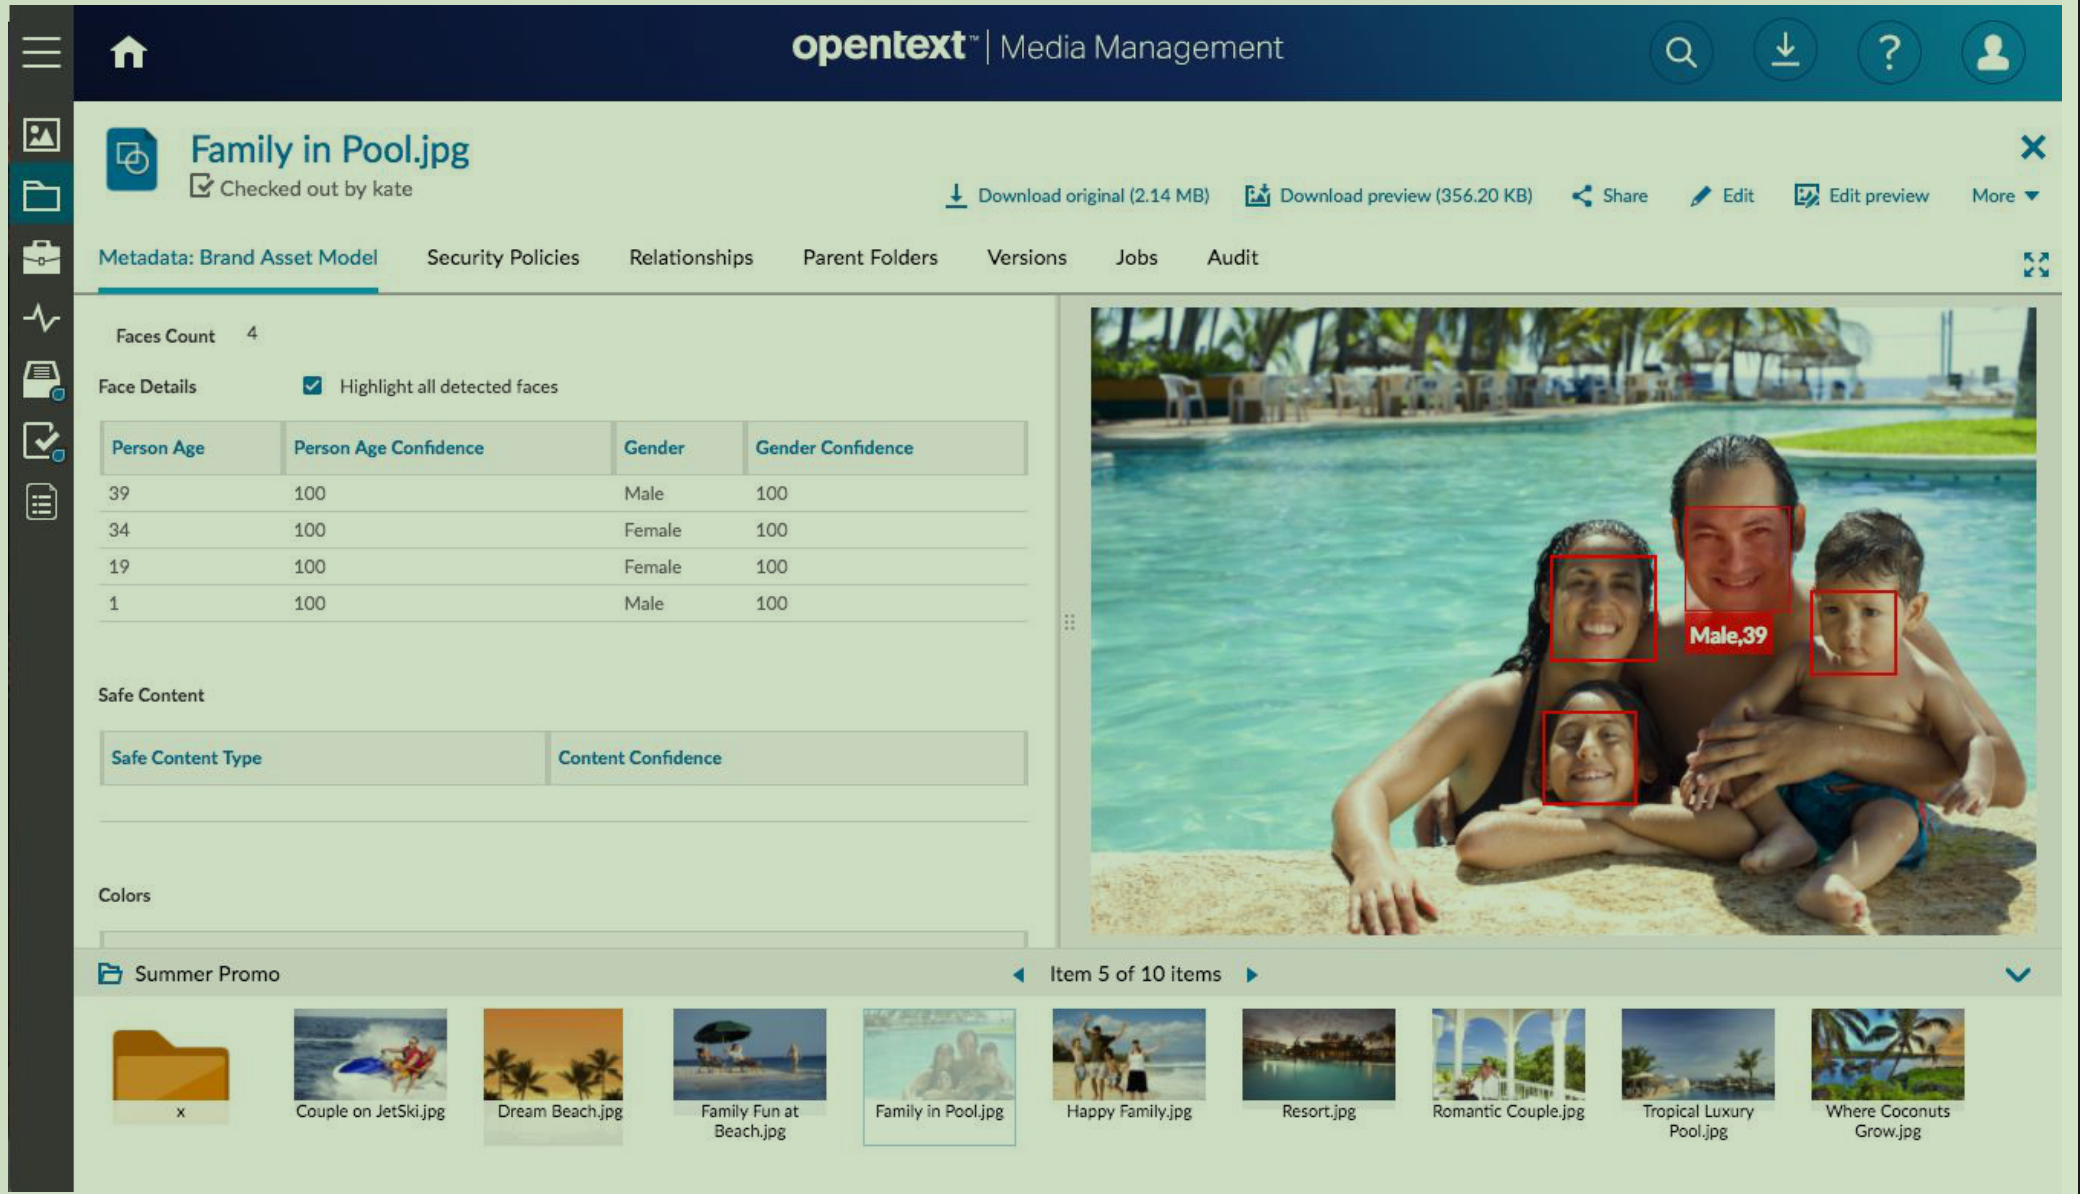 opentext™ | Media Management
Family in Pool.jpg
Checked out by kate
Download original (2.14 MB) Download preview (356.20 KB) Share Edit Edit preview More
Metadata: Brand Asset Model Security Policies Relationships Parent Folders Versions Jobs Audit
Faces Count 4
Face Details Highlight all detected faces
Person Age Person Age Confidence Gender Gender Confidence
39 100 Male 100
34 100 Female 100
19 100 Female 100
1 100 Male 100
Male,39
Safe Content
Safe Content Type Content Confidence
Colors
Summer Promo Item 5 of 10 items
x Couple on JetSki.jpg Dream Beach.jpg Family Fun at Family in Pool.jpg Happy Family.jpg Resort.jpg Romantic Couple.jpg Tropical Luxury Where Coconuts
Beach.jpg Pool.jpg Grow.jpg